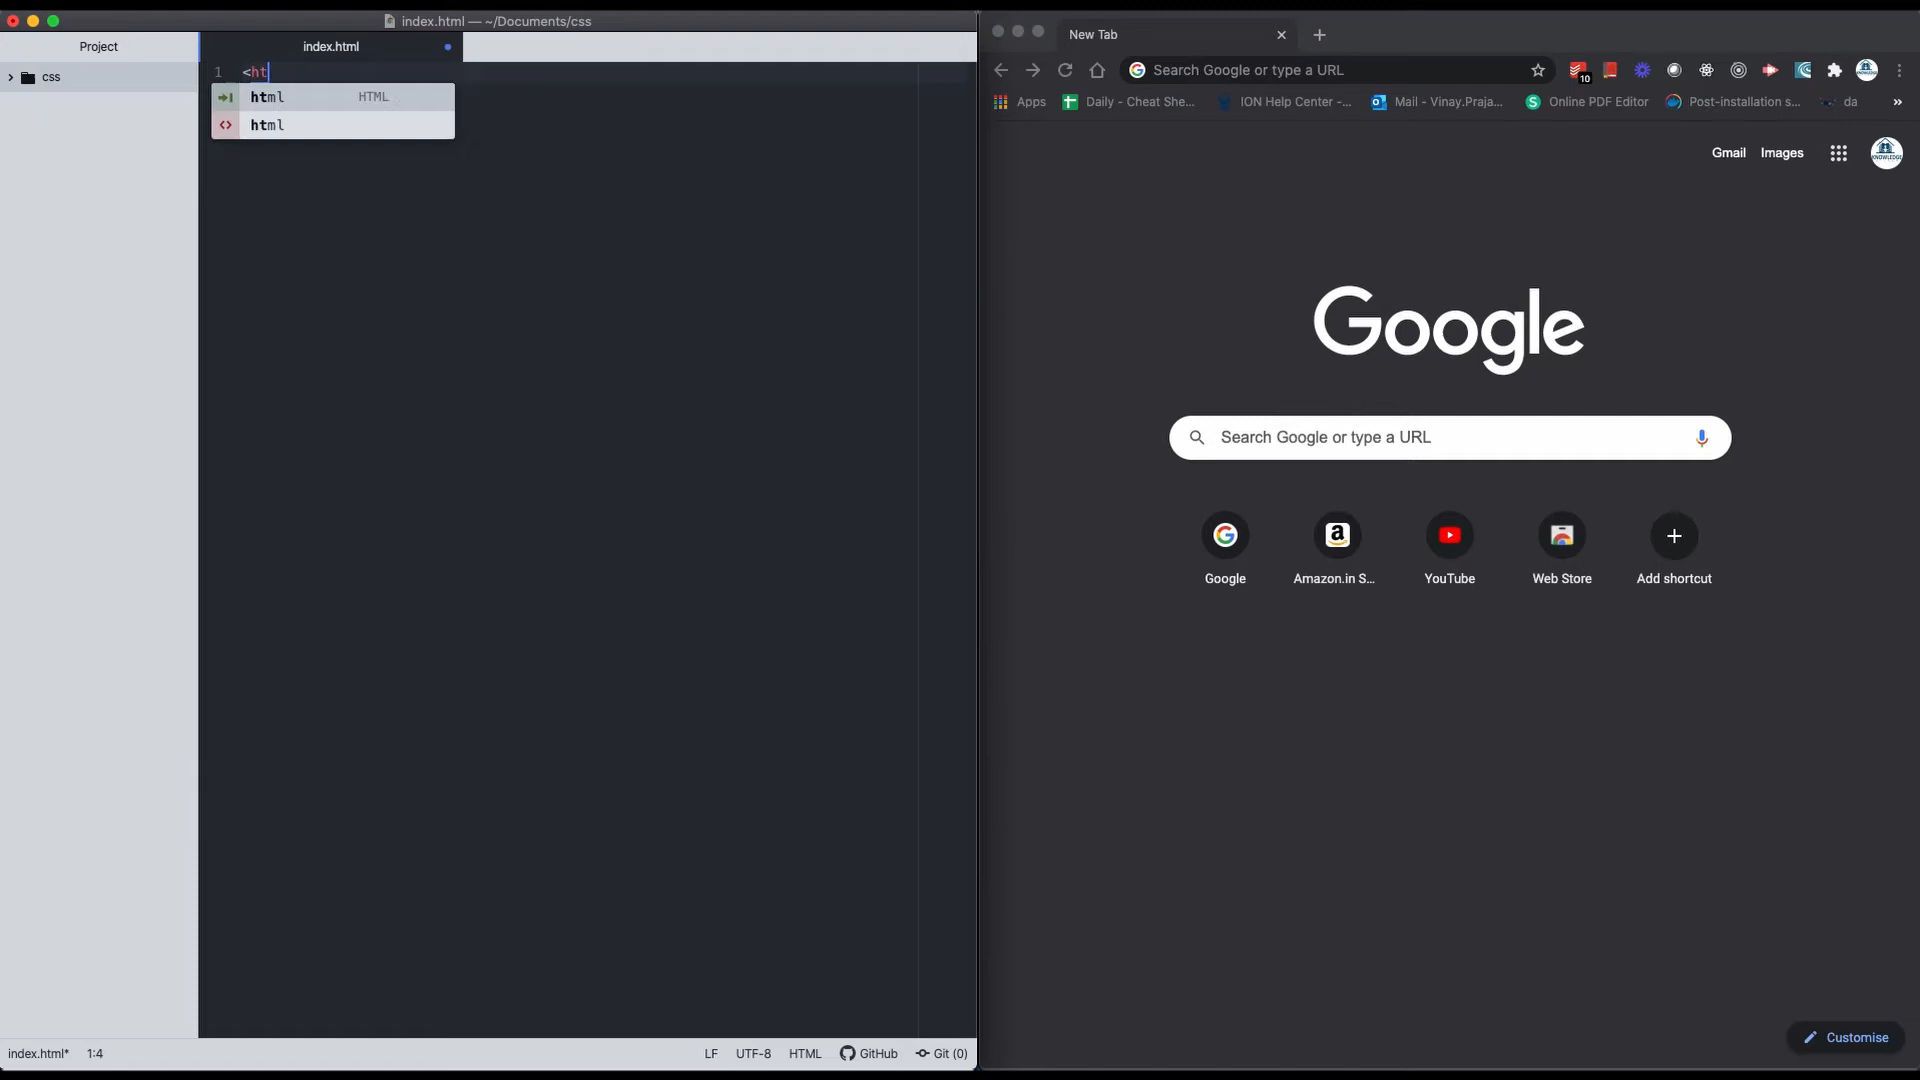 index.html — ~/Documents/css
Project
index.html
css
1 <ht
html HTML
html
index.html* 1:4
LF UTF-8 HTML GitHub Git (0)
New Tab
Search Google or type a URL
10
Apps Daily - Cheat She... ION Help Center -... Mail - Vinay.Praja... Online PDF Editor Post-installation s... da »
Gmail Images
KNOWLEDGE
Google
Search Google or type a URL
Google Amazon.in S... YouTube Web Store Add shortcut
Customise